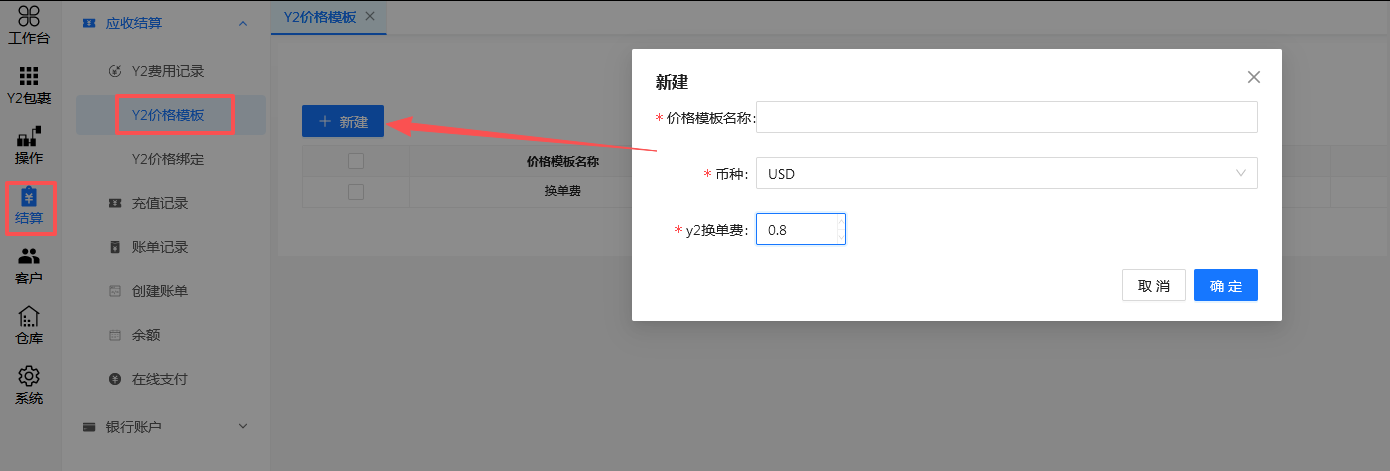 工作台
Y2包裹
操作
结算
客户
仓库
系统
应收结算
Y2费用记录
Y2价格模板
Y2价格绑定
充值记录
账单记录
创建账单
余额
在线支付
银行账户
Y2价格模板
新建
价格模板名称
换单费
新建
* 价格模板名称:
* 币种: USD
* y2换单费: 0.8
取 消
确 定